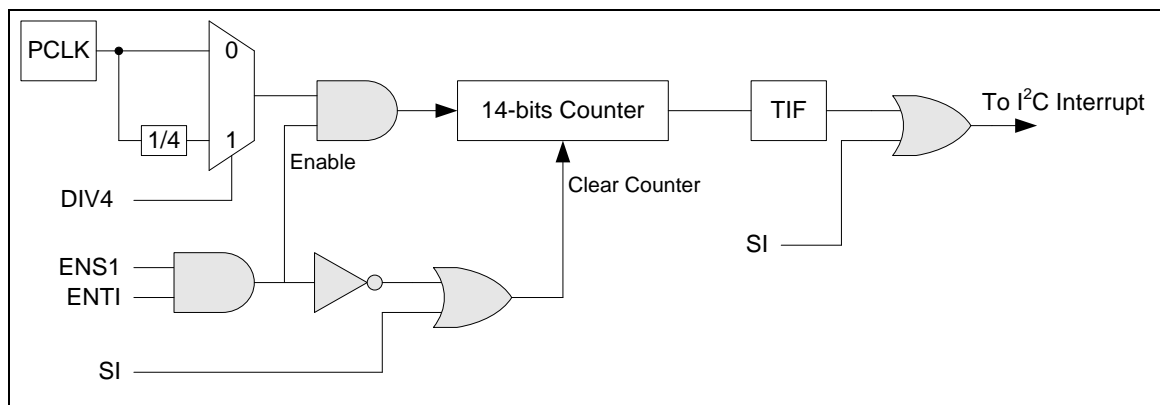 PCLK
0
1/4
1
DIV4
Enable
14-bits Counter
TIF
To I²C Interrupt
Clear Counter
SI
ENS1
ENTI
SI